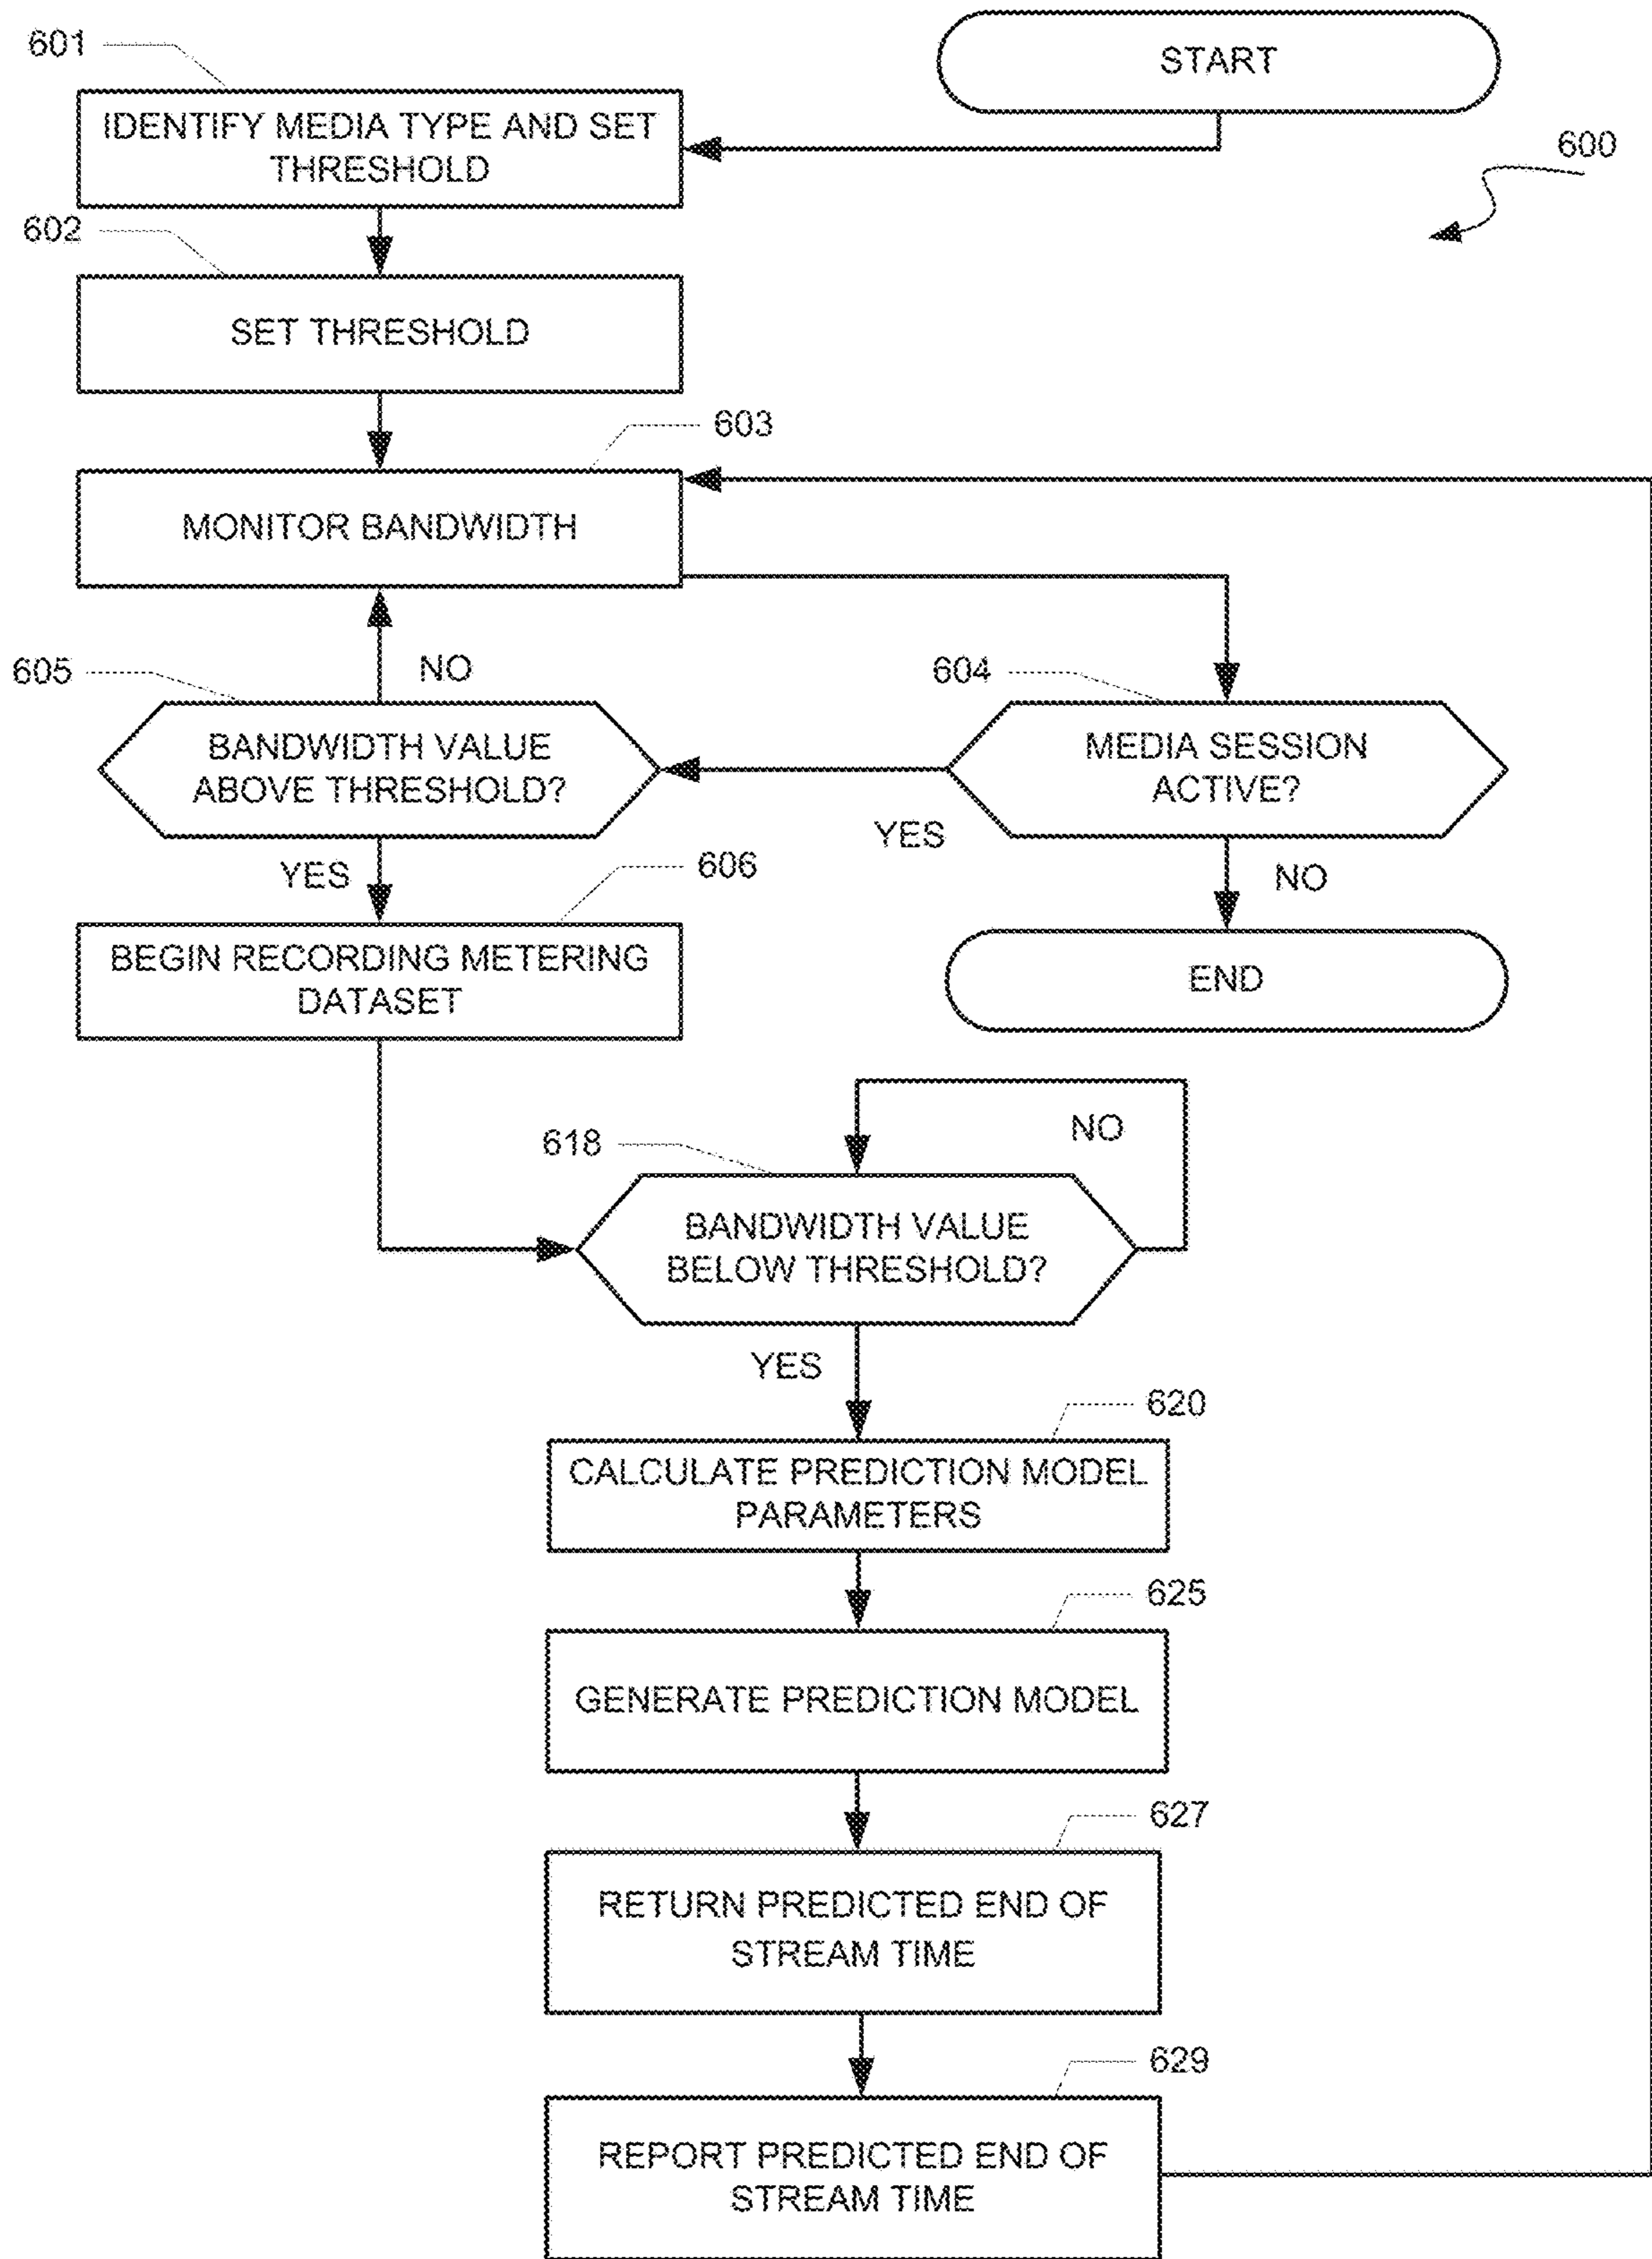 START
601
IDENTIFY MEDIA TYPE AND SET
THRESHOLD
600
602
SET THRESHOLD
603
MONITOR BANDWIDTH
NO
605
604
BANDWIDTH VALUE
ABOVE THRESHOLD?
MEDIA SESSION
ACTIVE?
YES
YES
606
NO
BEGIN RECORDING METERING
DATASET
END
NO
618
BANDWIDTH VALUE
BELOW THRESHOLD?
YES
620
CALCULATE PREDICTION MODEL
PARAMETERS
625
GENERATE PREDICTION MODEL
627
RETURN PREDICTED END OF
STREAM TIME
629
REPORT PREDICTED END OF
STREAM TIME